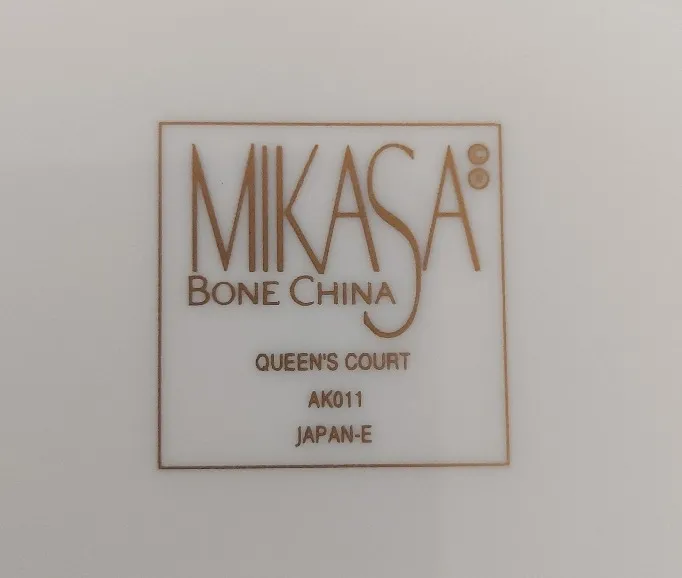 MIKASA ©®
BONE CHINA
QUEEN'S COURT
AK011
JAPAN-E